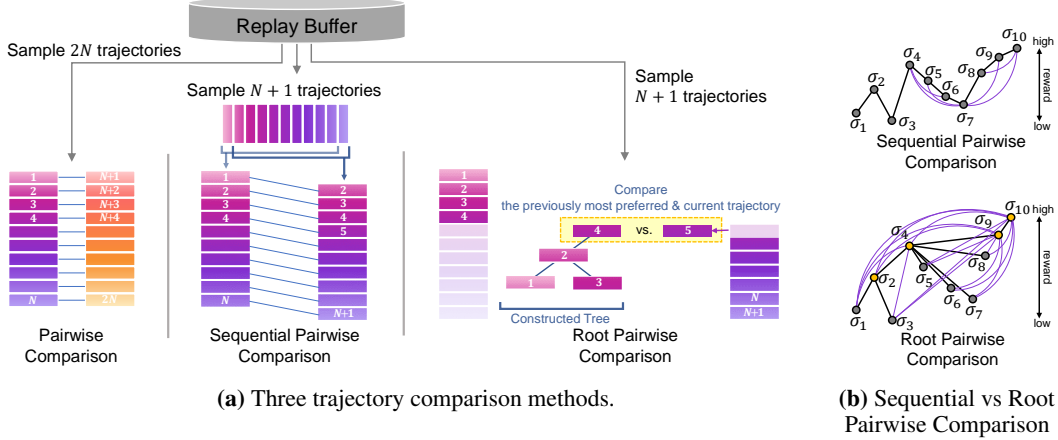 Replay Buffer
Sample 2N trajectories
Sample N + 1 trajectories
Sample
N + 1 trajectories
1
2
3
4
N
N+1
N+2
N+3
N+4
2N
Pairwise
Comparison
1
2
3
4
N
2
3
4
5
N+1
Sequential Pairwise
Comparison
1
2
3
4
Compare
the previously most preferred & current trajectory
4 vs. 5
2
1 3
Constructed Tree
N
N+1
Root Pairwise
Comparison
(a) Three trajectory comparison methods.
σ1
σ2
σ3
σ4
σ5
σ6
σ7
σ8
σ9
σ10
high
reward
low
Sequential Pairwise
Comparison
σ1
σ2
σ3
σ4
σ5
σ6
σ7
σ8
σ9
σ10
high
reward
low
Root Pairwise
Comparison
(b) Sequential vs Root
Pairwise Comparison